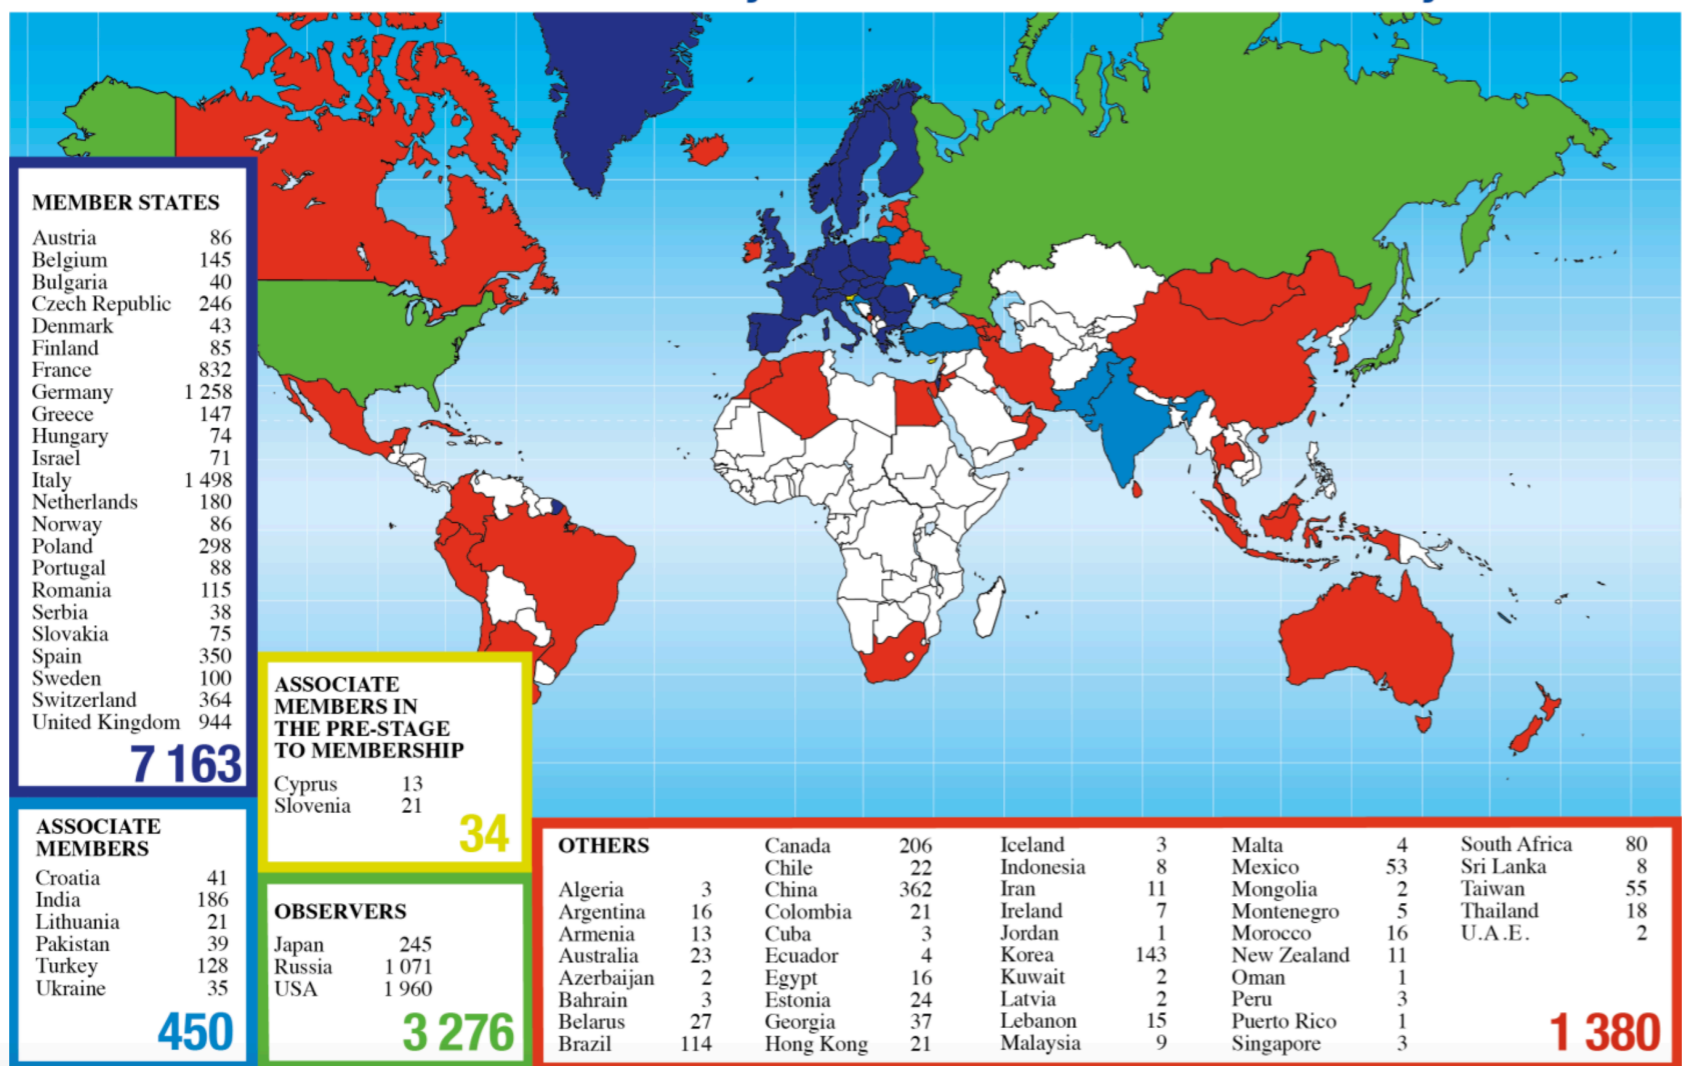 MEMBER STATES
Austria 86
Belgium 145
Bulgaria 40
Czech Republic 246
Denmark 43
Finland 85
France 832
Germany 1 258
Greece 147
Hungary 74
Israel 71
Italy 1 498
Netherlands 180
Norway 86
Poland 298
Portugal 88
Romania 115
Serbia 38
Slovakia 75
Spain 350
Sweden 100
Switzerland 364
United Kingdom 944
7 163
ASSOCIATE
MEMBERS
Croatia 41
India 186
Lithuania 21
Pakistan 39
Turkey 128
Ukraine 35
450
ASSOCIATE
MEMBERS IN
THE PRE-STAGE
TO MEMBERSHIP
Cyprus 13
Slovenia 21
34
OBSERVERS
Japan 245
Russia 1 071
USA 1 960
3 276
OTHERS
Algeria 3
Argentina 16
Armenia 13
Australia 23
Azerbaijan 2
Bahrain 3
Belarus 27
Brazil 114
Canada 206
Chile 22
China 362
Colombia 21
Cuba 3
Ecuador 4
Egypt 16
Estonia 24
Georgia 37
Hong Kong 21
Iceland 3
Indonesia 8
Iran 11
Ireland 7
Jordan 1
Korea 143
Kuwait 2
Latvia 2
Lebanon 15
Malaysia 9
Malta 4
Mexico 53
Mongolia 2
Montenegro 5
Morocco 16
New Zealand 11
Oman 1
Peru 3
Puerto Rico 1
Singapore 3
South Africa 80
Sri Lanka 8
Taiwan 55
Thailand 18
U.A.E. 2
1 380